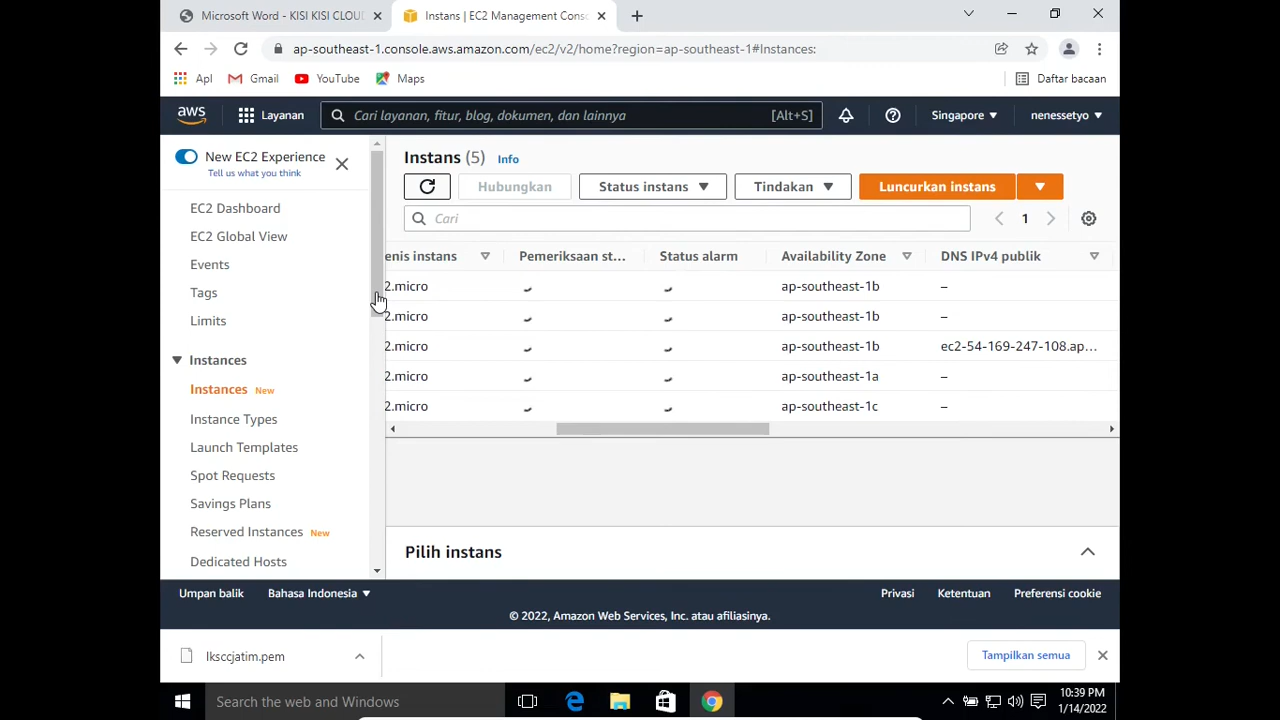 Microsoft Word - KISI KISI CLOUD
Instans | EC2 Management Conso
ap-southeast-1.console.aws.amazon.com/ec2/v2/home?region=ap-southeast-1#Instances:
Apl
Gmail
YouTube
Maps
Daftar bacaan
aws
Layanan
Cari layanan, fitur, blog, dokumen, dan lainnya
[Alt+S]
Singapore
nenessetyo
New EC2 Experience
Tell us what you think
EC2 Dashboard
EC2 Global View
Events
Tags
Limits
Instances
Instances New
Instance Types
Launch Templates
Spot Requests
Savings Plans
Reserved Instances New
Dedicated Hosts
Instans (5) Info
Hubungkan
Status instans
Tindakan
Luncurkan instans
Cari
1
enis instans
Pemeriksaan st...
Status alarm
Availability Zone
DNS IPv4 publik
2.micro ap-southeast-1b –
2.micro ap-southeast-1b –
2.micro ap-southeast-1b ec2-54-169-247-108.ap...
2.micro ap-southeast-1a –
2.micro ap-southeast-1c –
Pilih instans
Umpan balik
Bahasa Indonesia
Privasi
Ketentuan
Preferensi cookie
© 2022, Amazon Web Services, Inc. atau afiliasinya.
lksccjatim.pem
Tampilkan semua
Search the web and Windows
10:39 PM
1/14/2022